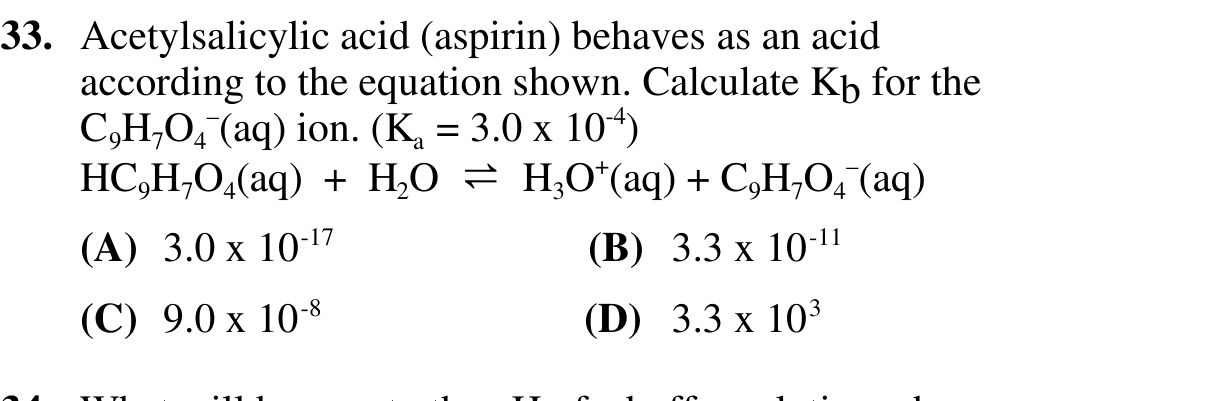 33. Acetylsalicylic acid (aspirin) behaves as an acid
according to the equation shown. Calculate Kb for the
C₉H₇O₄⁻(aq) ion. (Kₐ = 3.0 x 10⁻⁴)
HC₉H₇O₄(aq) + H₂O ⇌ H₃O⁺(aq) + C₉H₇O₄⁻(aq)
(A) 3.0 x 10⁻¹⁷ (B) 3.3 x 10⁻¹¹
(C) 9.0 x 10⁻⁸ (D) 3.3 x 10³